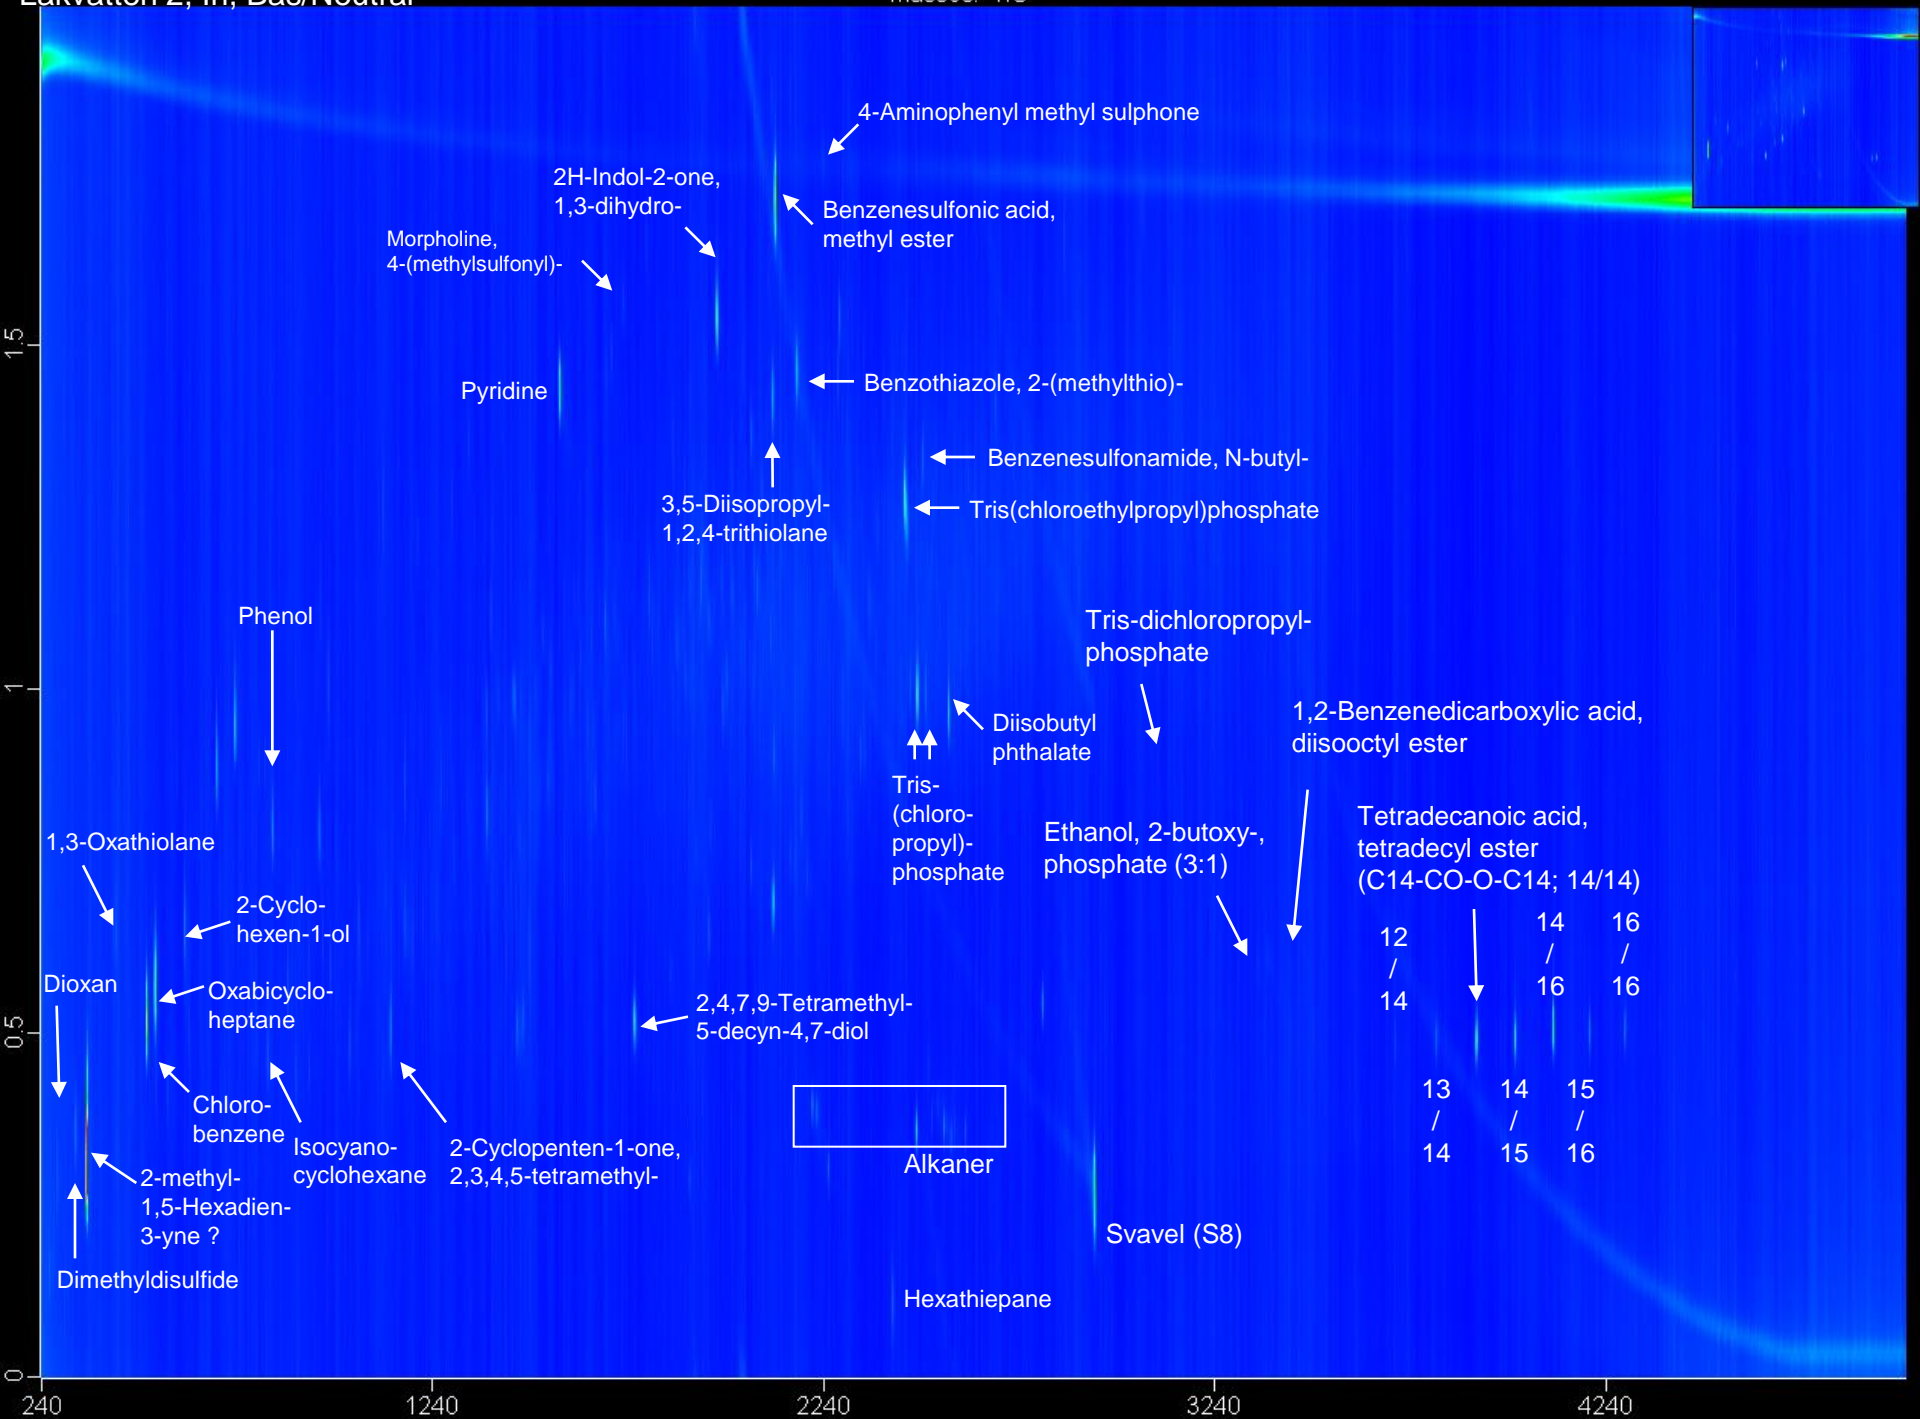 Lakvatten 2, In, Bas/Neutral
4-Aminophenyl methyl sulphone
2H-Indol-2-one,
1,3-dihydro-
Benzenesulfonic acid,
methyl ester
Morpholine,
4-(methylsulfonyl)-
1.5
Pyridine
Benzothiazole, 2-(methylthio)-
Benzenesulfonamide, N-butyl-
3,5-Diisopropyl-
1,2,4-trithiolane
Tris(chloroethylpropyl)phosphate
Phenol
Tris-dichloropropyl-
phosphate
1
1,2-Benzenedicarboxylic acid,
diisooctyl ester
Diisobutyl
phthalate
Tris-
(chloro-
propyl)-
phosphate
Ethanol, 2-butoxy-,
phosphate (3:1)
Tetradecanoic acid,
tetradecyl ester
(C14-CO-O-C14; 14/14)
1,3-Oxathiolane
2-Cyclo-
hexen-1-ol
12
/
14
14
/
16
16
/
16
Dioxan
Oxabicyclo-
heptane
2,4,7,9-Tetramethyl-
5-decyn-4,7-diol
0.5
Chloro-
benzene
Isocyano-
cyclohexane
2-Cyclopenten-1-one,
2,3,4,5-tetramethyl-
13
/
14
14
/
15
15
/
16
Alkaner
2-methyl-
1,5-Hexadien-
3-yne ?
Svavel (S8)
Dimethyldisulfide
Hexathiepane
0
240
1240
2240
3240
4240